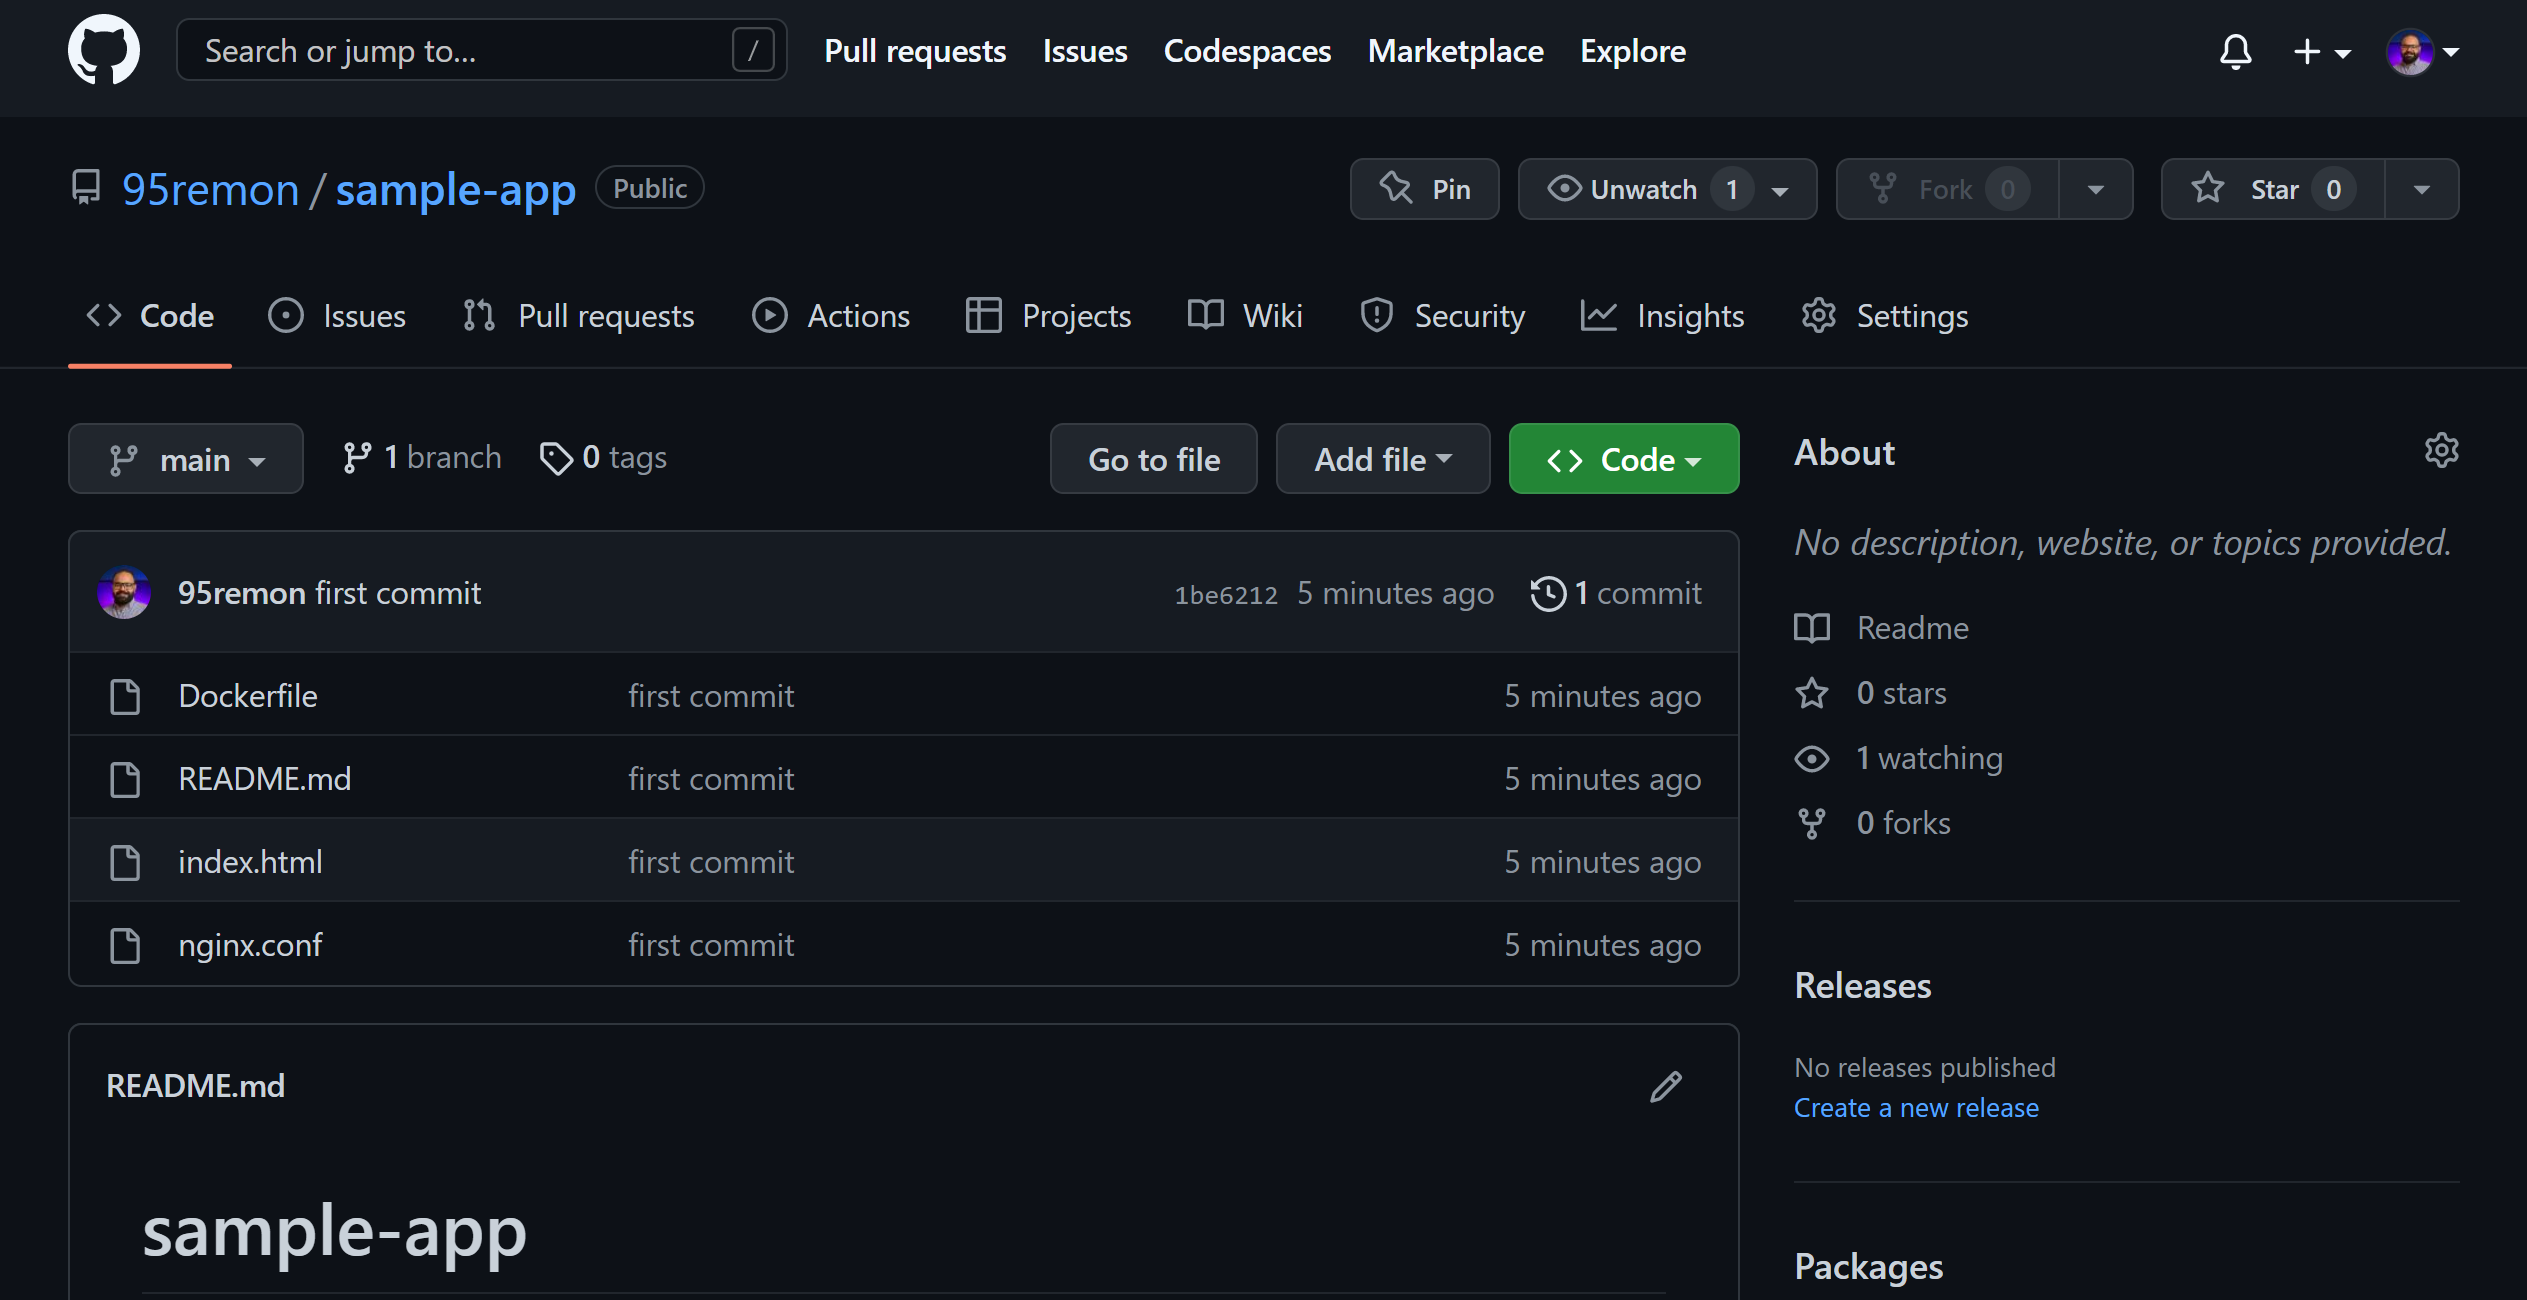 Search or jump to... /
Pull requests Issues Codespaces Marketplace Explore
95remon / sample-app Public
Pin Unwatch 1 Fork 0 Star 0
Code Issues Pull requests Actions Projects Wiki Security Insights Settings
main 1 branch 0 tags Go to file Add file Code
95remon first commit 1be6212 5 minutes ago 1 commit
Dockerfile first commit 5 minutes ago
README.md first commit 5 minutes ago
index.html first commit 5 minutes ago
nginx.conf first commit 5 minutes ago
README.md
sample-app
About
No description, website, or topics provided.
Readme
0 stars
1 watching
0 forks
Releases
No releases published
Create a new release
Packages